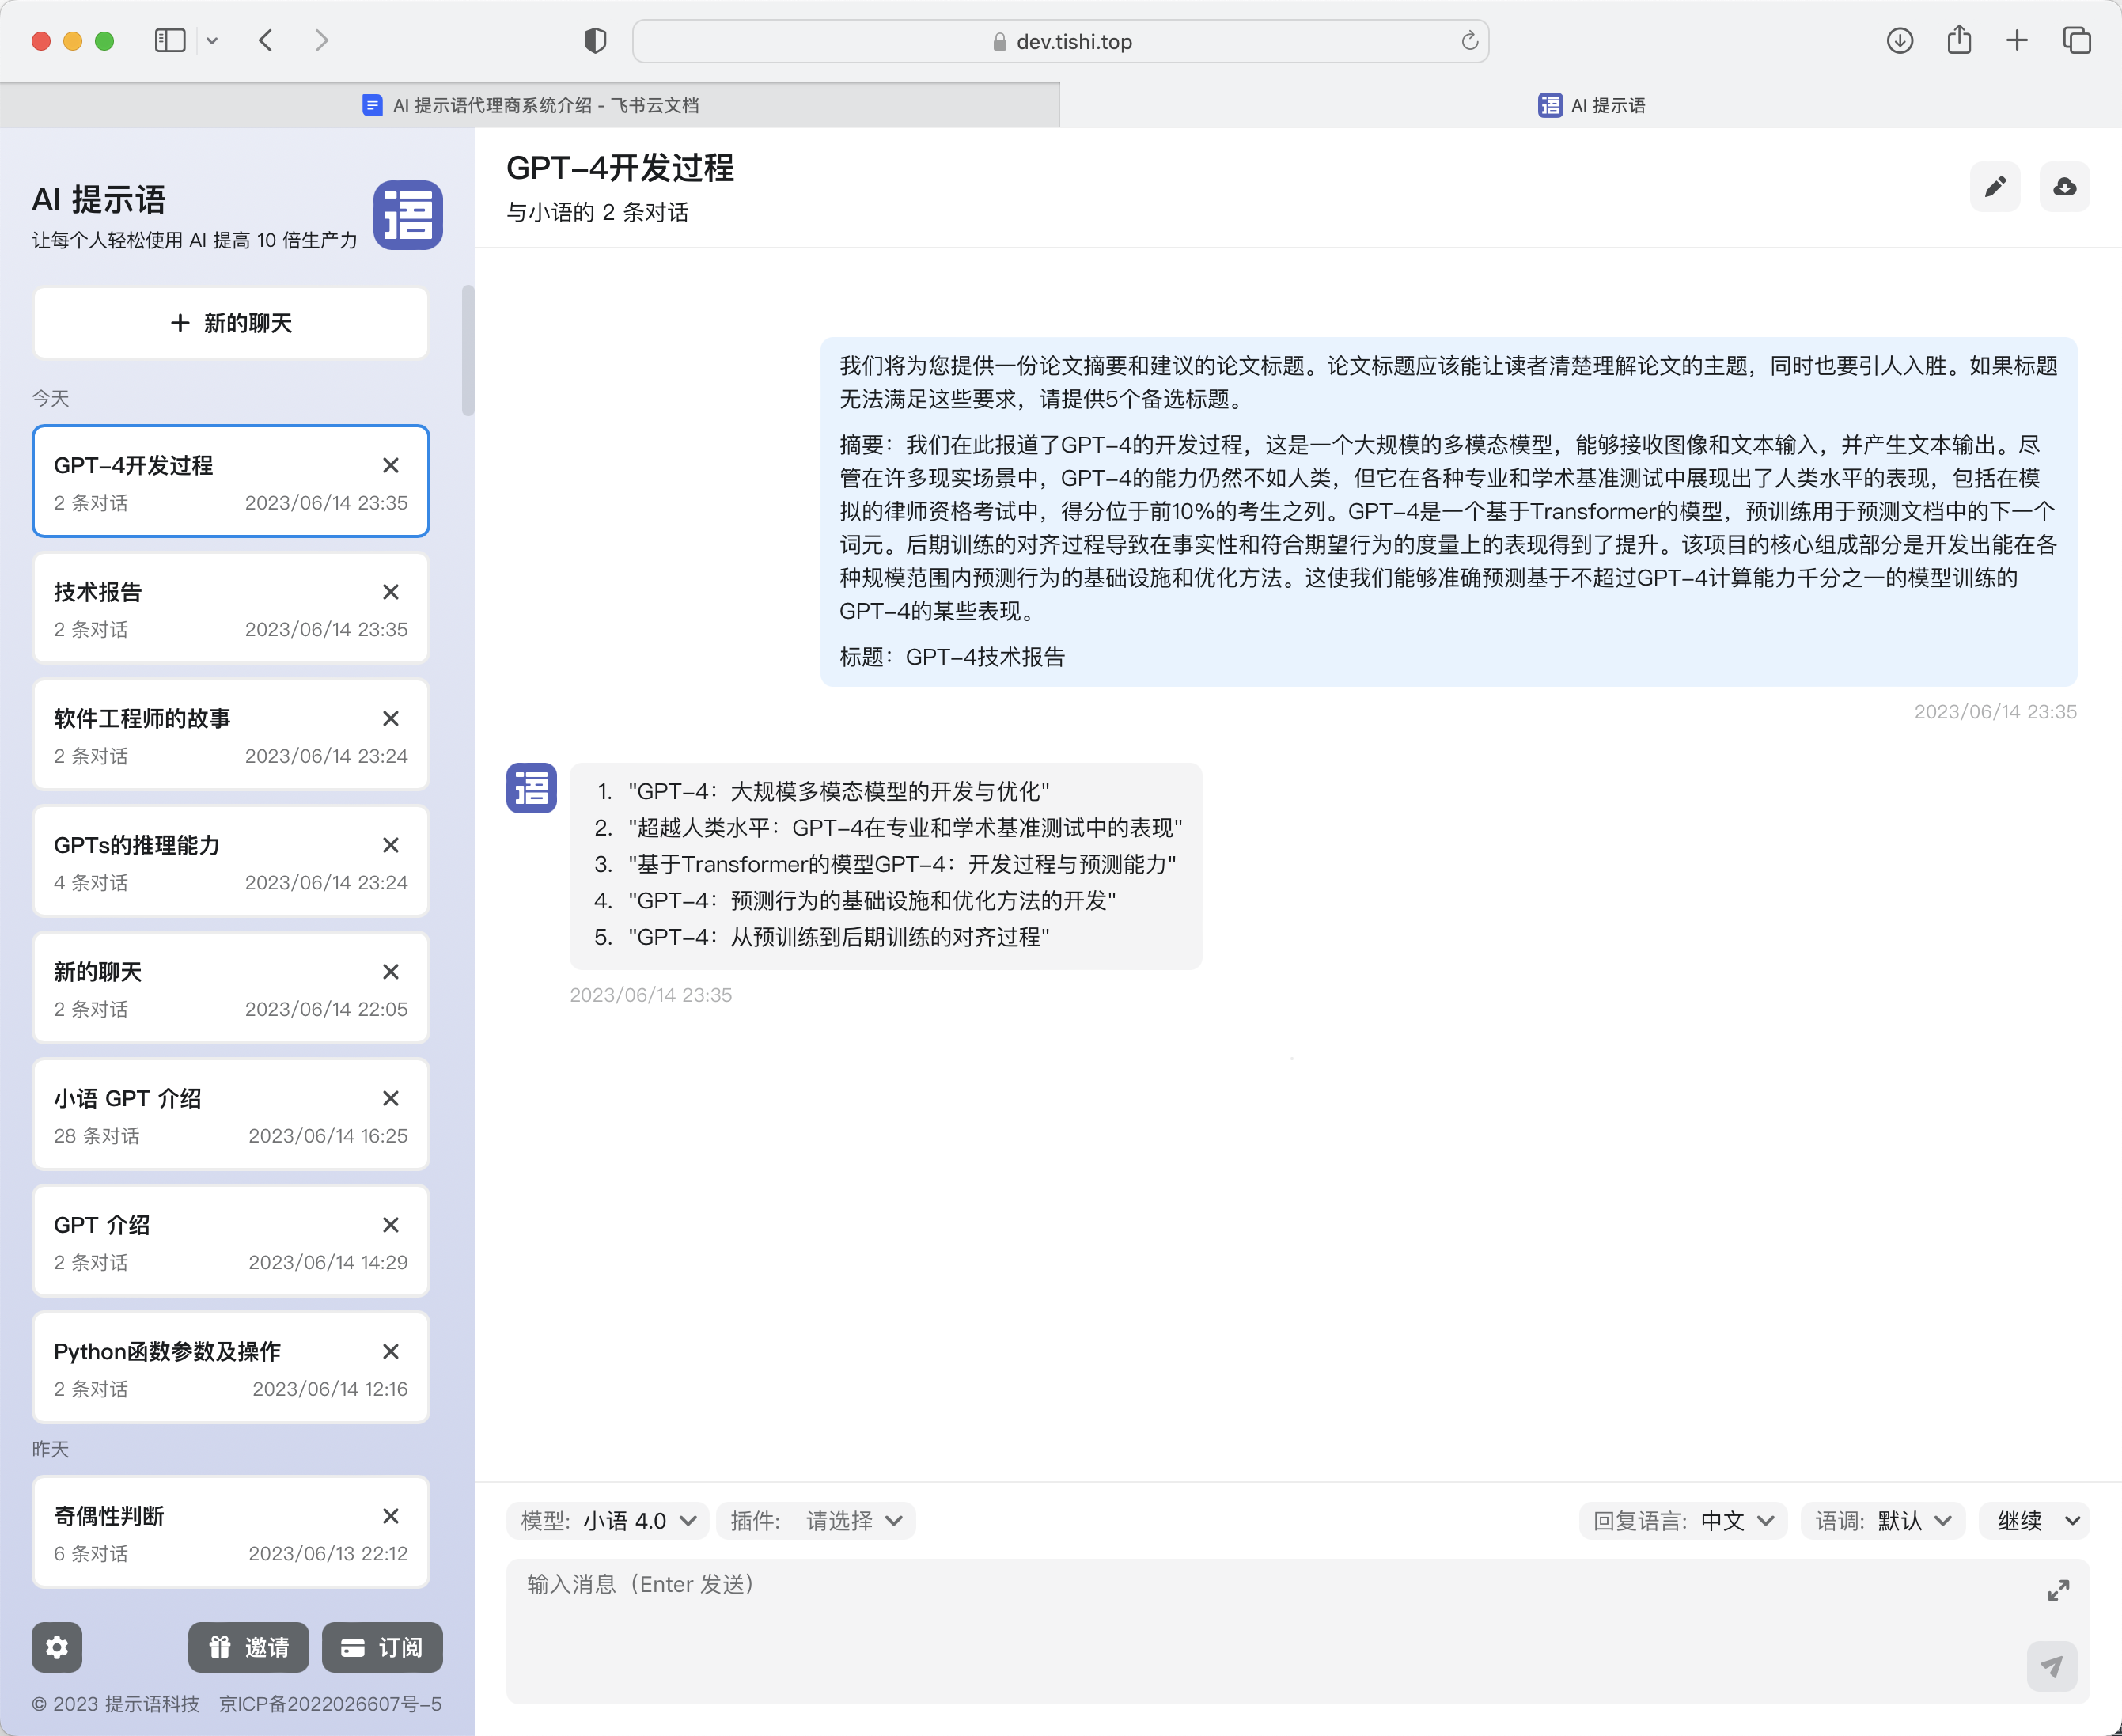 dev.tishi.top
AI 提示语代理商系统介绍 - 飞书云文档
语 AI 提示语
AI 提示语
让每个人轻松使用 AI 提高 10 倍生产力
语
新的聊天
今天
GPT-4开发过程
2 条对话 2023/06/14 23:35
技术报告
2 条对话 2023/06/14 23:35
软件工程师的故事
2 条对话 2023/06/14 23:24
GPTs的推理能力
4 条对话 2023/06/14 23:24
新的聊天
2 条对话 2023/06/14 22:05
小语 GPT 介绍
28 条对话 2023/06/14 16:25
GPT 介绍
2 条对话 2023/06/14 14:29
Python函数参数及操作
2 条对话 2023/06/14 12:16
昨天
奇偶性判断
6 条对话 2023/06/13 22:12
邀请 订阅
© 2023 提示语科技 京ICP备2022026607号-5
GPT-4开发过程
与小语的 2 条对话
我们将为您提供一份论文摘要和建议的论文标题。论文标题应该能让读者清楚理解论文的主题，同时也要引人入胜。如果标题
无法满足这些要求，请提供5个备选标题。
摘要：我们在此报道了GPT-4的开发过程，这是一个大规模的多模态模型，能够接收图像和文本输入，并产生文本输出。尽
管在许多现实场景中，GPT-4的能力仍然不如人类，但它在各种专业和学术基准测试中展现出了人类水平的表现，包括在模
拟的律师资格考试中，得分位于前10%的考生之列。GPT-4是一个基于Transformer的模型，预训练用于预测文档中的下一个
词元。后期训练的对齐过程导致在事实性和符合期望行为的度量上的表现得到了提升。该项目的核心组成部分是开发出能在各
种规模范围内预测行为的基础设施和优化方法。这使我们能够准确预测基于不超过GPT-4计算能力千分之一的模型训练的
GPT-4的某些表现。
标题：GPT-4技术报告
2023/06/14 23:35
语
1. "GPT-4：大规模多模态模型的开发与优化"
2. "超越人类水平：GPT-4在专业和学术基准测试中的表现"
3. "基于Transformer的模型GPT-4：开发过程与预测能力"
4. "GPT-4：预测行为的基础设施和优化方法的开发"
5. "GPT-4：从预训练到后期训练的对齐过程"
2023/06/14 23:35
模型: 小语 4.0 插件: 请选择 回复语言: 中文 语调: 默认 继续
输入消息（Enter 发送）